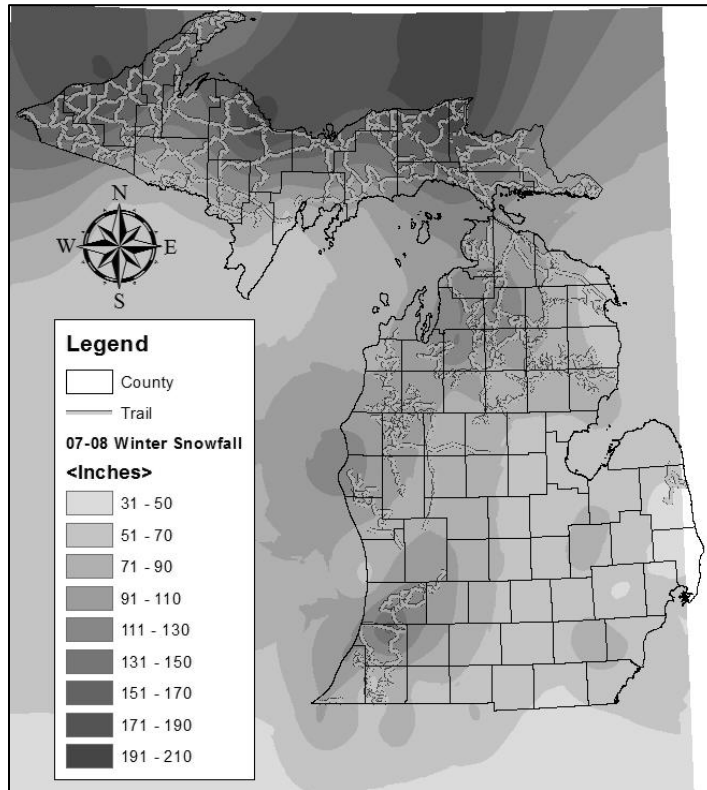 N
W E
S
Legend
County
Trail
07-08 Winter Snowfall
<Inches>
31 - 50
51 - 70
71 - 90
91 - 110
111 - 130
131 - 150
151 - 170
171 - 190
191 - 210